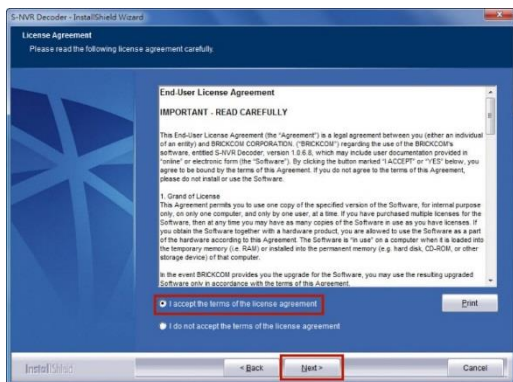 S-NVR Decoder - InstallShield Wizard
License Agreement
Please read the following license agreement carefully.
End-User License Agreement
IMPORTANT - READ CAREFULLY
This End-User License Agreement (the "Agreement") is a legal agreement between you (either an individual
of an entity) and BRICKCOM CORPORATION. ("BRICKCOM") regarding the use of the BRICKCOM's
software, entitled S-NVR Decoder, version 1.0.6.8, which may include user documentation provided in
"online" or electronic form (the "Software"). By clicking the button marked "I ACCEPT" or "YES" below, you
agree to be bound by the terms of this Agreement. If you do not agree to the terms of this Agreement,
please do not install or use the Software.
1. Grand of License
This Agreement permits you to use one copy of the specified version of the Software, for internal purpose
only, on only one computer, and only by one user, at a time. If you have purchased multiple licenses for the
Software, then at any time you may have as many copies of the Software in use as you have licenses. If
you obtain the Software together with a hardware product, you are allowed to use the Software as a part
of the hardware according to this Agreement. The Software is "in use" on a computer when it is loaded into
the temporary memory (i.e. RAM) or installed into the permanent memory (e.g. hard disk, CD-ROM, or other
storage device) of that computer.
In the event BRICKCOM provides you the upgrade for the Software, you may use the resulting upgraded
Software only in accordance with the terms of this Agreement.
I accept the terms of the license agreement
Print
I do not accept the terms of the license agreement
InstallShield
< Back
Next >
Cancel